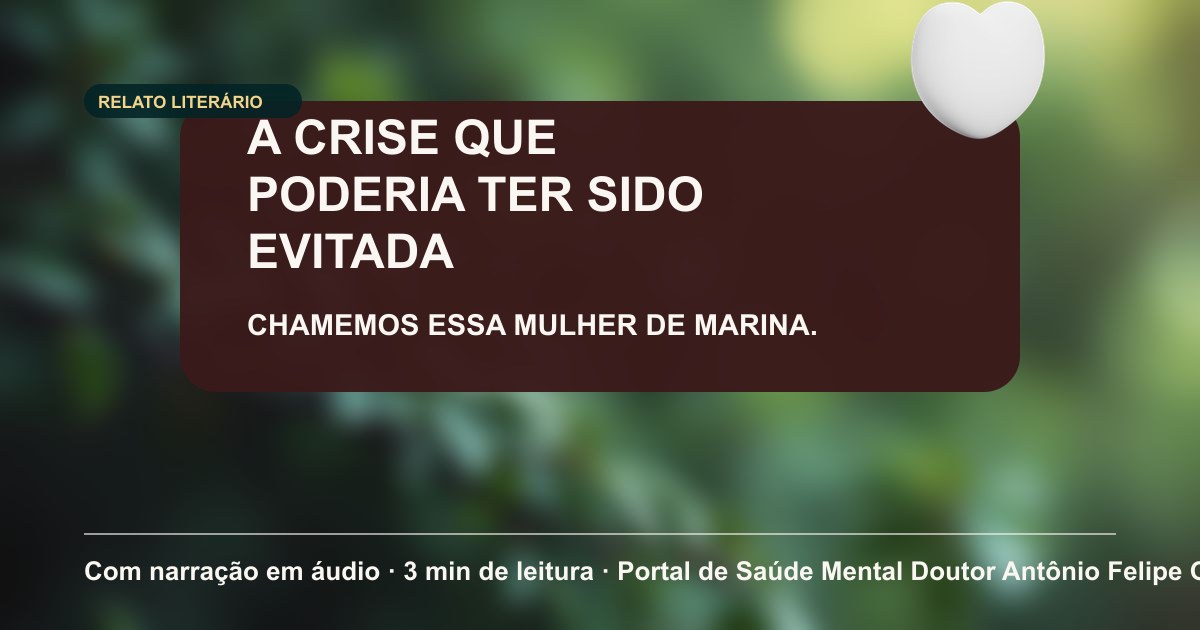 RELATO LITERÁRIO
A CRISE QUE
PODERIA TER SIDO
EVITADA
CHAMEMOS ESSA MULHER DE MARINA.
Com narração em áudio · 3 min de leitura · Portal de Saúde Mental Doutor Antônio Felipe